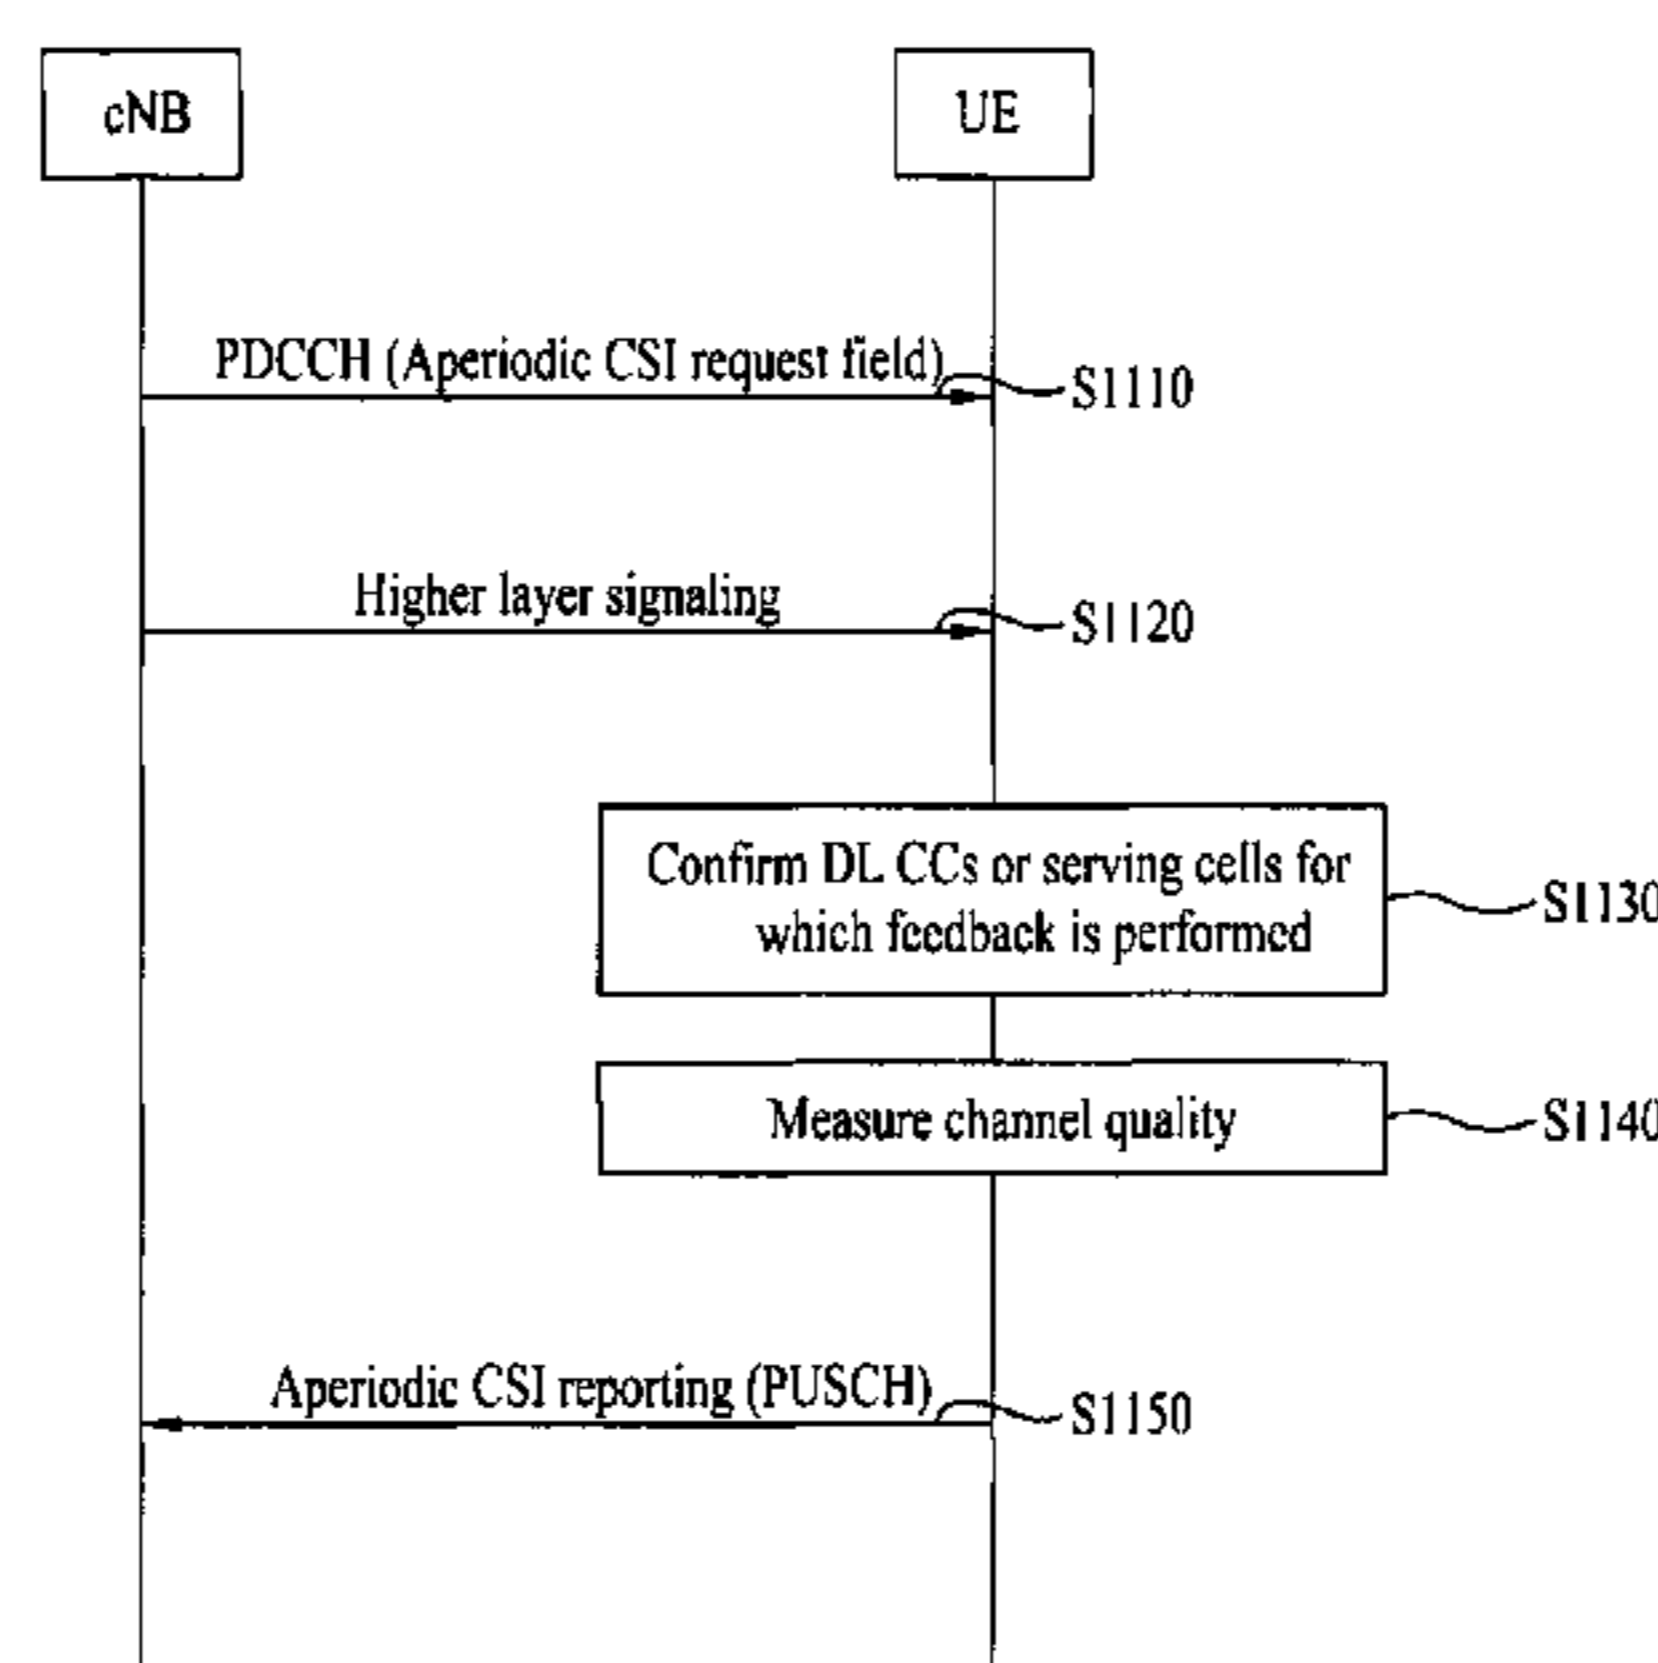 eNB
UE
PDCCH (Aperiodic CSI request field)
S1110
Higher layer signaling
S1120
Confirm DL CCs or serving cells for
which feedback is performed
S1130
Measure channel quality
S1140
Aperiodic CSI reporting (PUSCH)
S1150